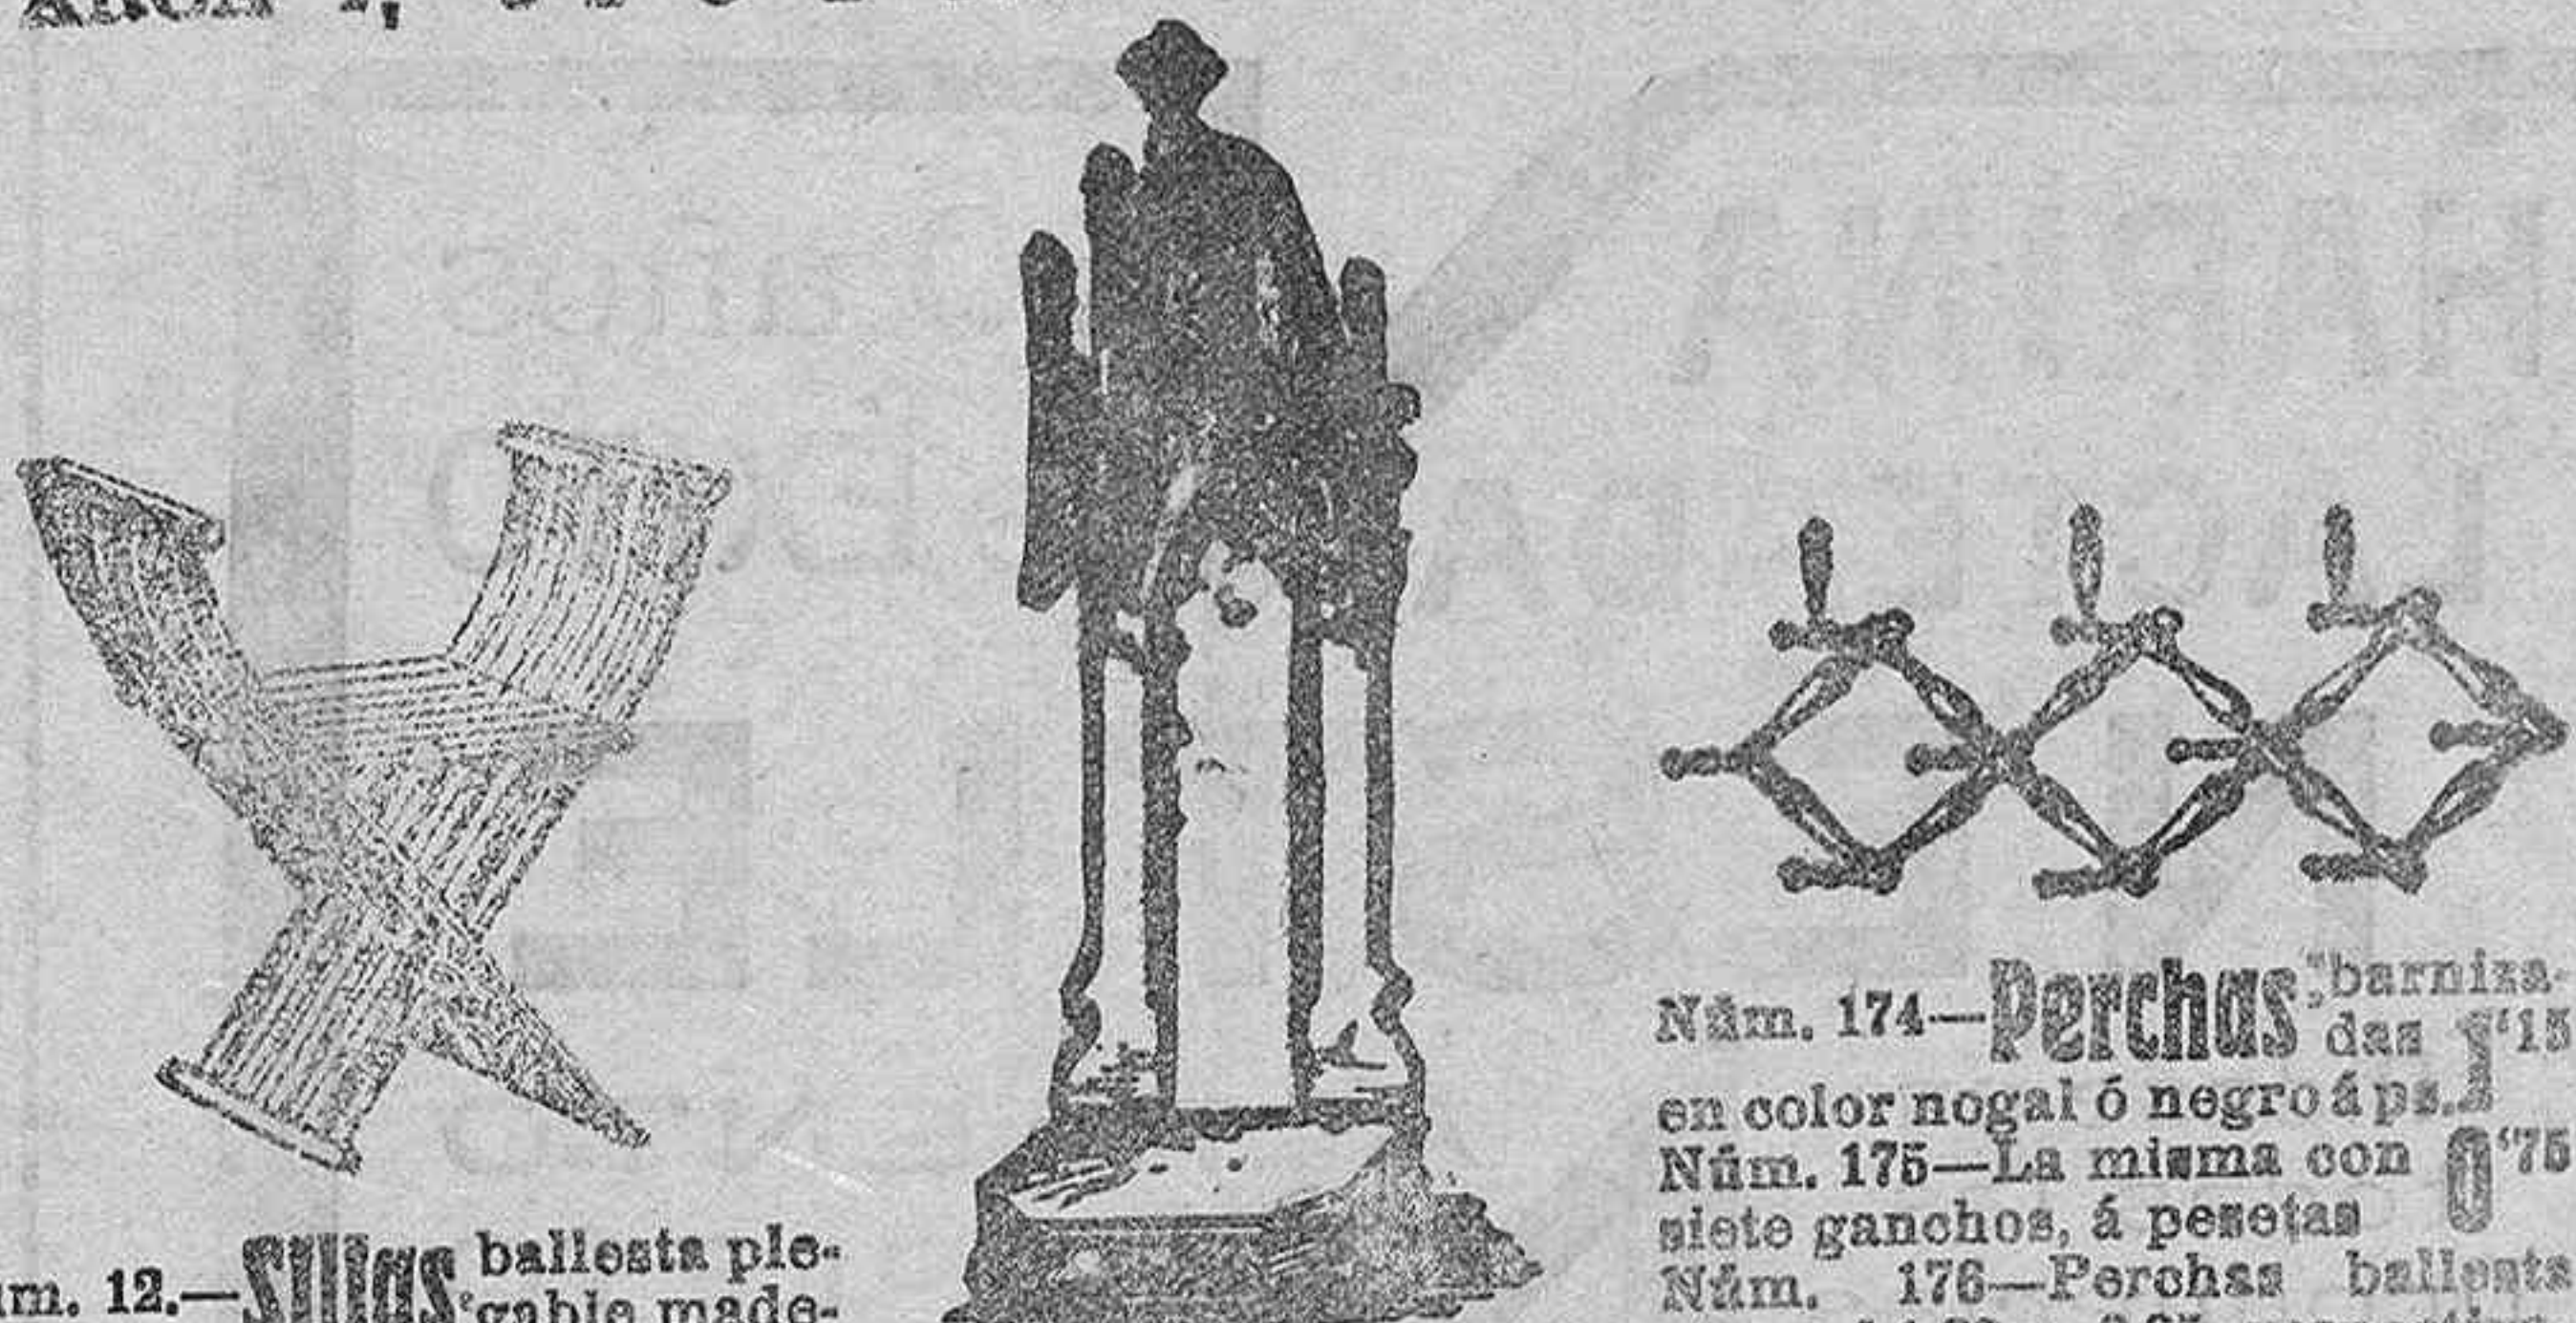 úm. 12.—Sillas ballesta ple-
gable made-
Núm. 174—Perchas barniza-
das 1'15
en color nogal ó negro á ps.
Núm. 175—La misma con 0'75
siete ganchos, á pesetas
Núm. 176—Perchas ballesta